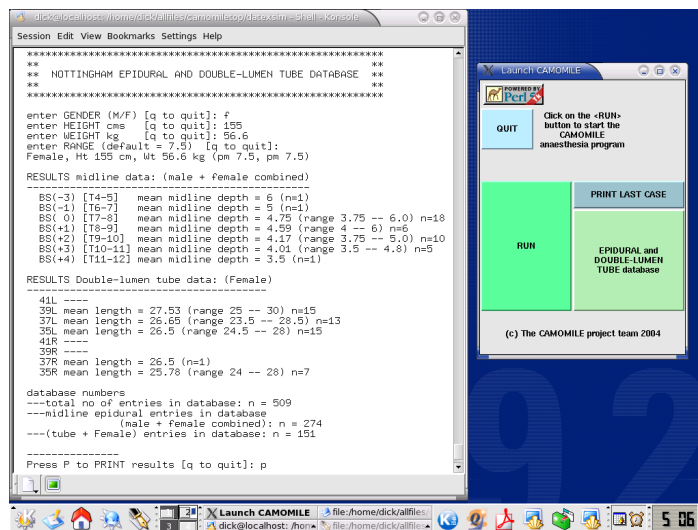 dick@localhost: /home/dick/allfiles/camomiletop/datexsim - Shell - Konsole
Session Edit View Bookmarks Settings Help
*******************************************************
** **
** NOTTINGHAM EPIDURAL AND DOUBLE-LUMEN TUBE DATABASE **
** **
*******************************************************
enter GENDER (M/F) [q to quit]: f
enter HEIGHT cms [q to quit]: 155
enter WEIGHT kg [q to quit]: 56.6
enter RANGE (default = 7.5) [q to quit]:
Female, Ht 155 cm, Wt 56.6 kg (pm 7.5, pm 7.5)
RESULTS midline data: (male + female combined)
-----------------------------------------------
BS(-3) [T4-5] mean midline depth = 6 (n=1)
BS(-1) [T6-7] mean midline depth = 5 (n=1)
BS( 0) [T7-8] mean midline depth = 4.75 (range 3.75 -- 6.0) n=18
BS(+1) [T8-9] mean midline depth = 4.59 (range 4 -- 6) n=6
BS(+2) [T9-10] mean midline depth = 4.17 (range 3.75 -- 5.0) n=10
BS(+3) [T10-11] mean midline depth = 4.01 (range 3.5 -- 4.8) n=5
BS(+4) [T11-12] mean midline depth = 3.5 (n=1)
RESULTS Double-lumen tube data: (Female)
----------------------------------------
41L ----
39L mean length = 27.53 (range 25 -- 30) n=15
37L mean length = 26.65 (range 23.5 -- 28.5) n=13
35L mean length = 26.5 (range 24.5 -- 28) n=15
41R ----
39R ----
37R mean length = 26.5 (n=1)
35R mean length = 25.78 (range 24 -- 28) n=7
database numbers
---total no of entries in database: n = 509
---midline epidural entries in database
(male + female combined): n = 274
---(tube + Female) entries in database: n = 151
--------------
Press P to PRINT results [q to quit]: p
X Launch CAMOMILE
POWERED BY
Perl 5
QUIT
Click on the <RUN>
button to start the
CAMOMILE
anaesthesia program
RUN
PRINT LAST CASE
EPIDURAL and
DOUBLE-LUMEN
TUBE database
(c) The CAMOMILE project team 2004
9.2
1 2
3
X Launch CAMOMILE
file:/home/dick/allfiles/
dick@localhost: /hom
file:/home/dick/allfiles